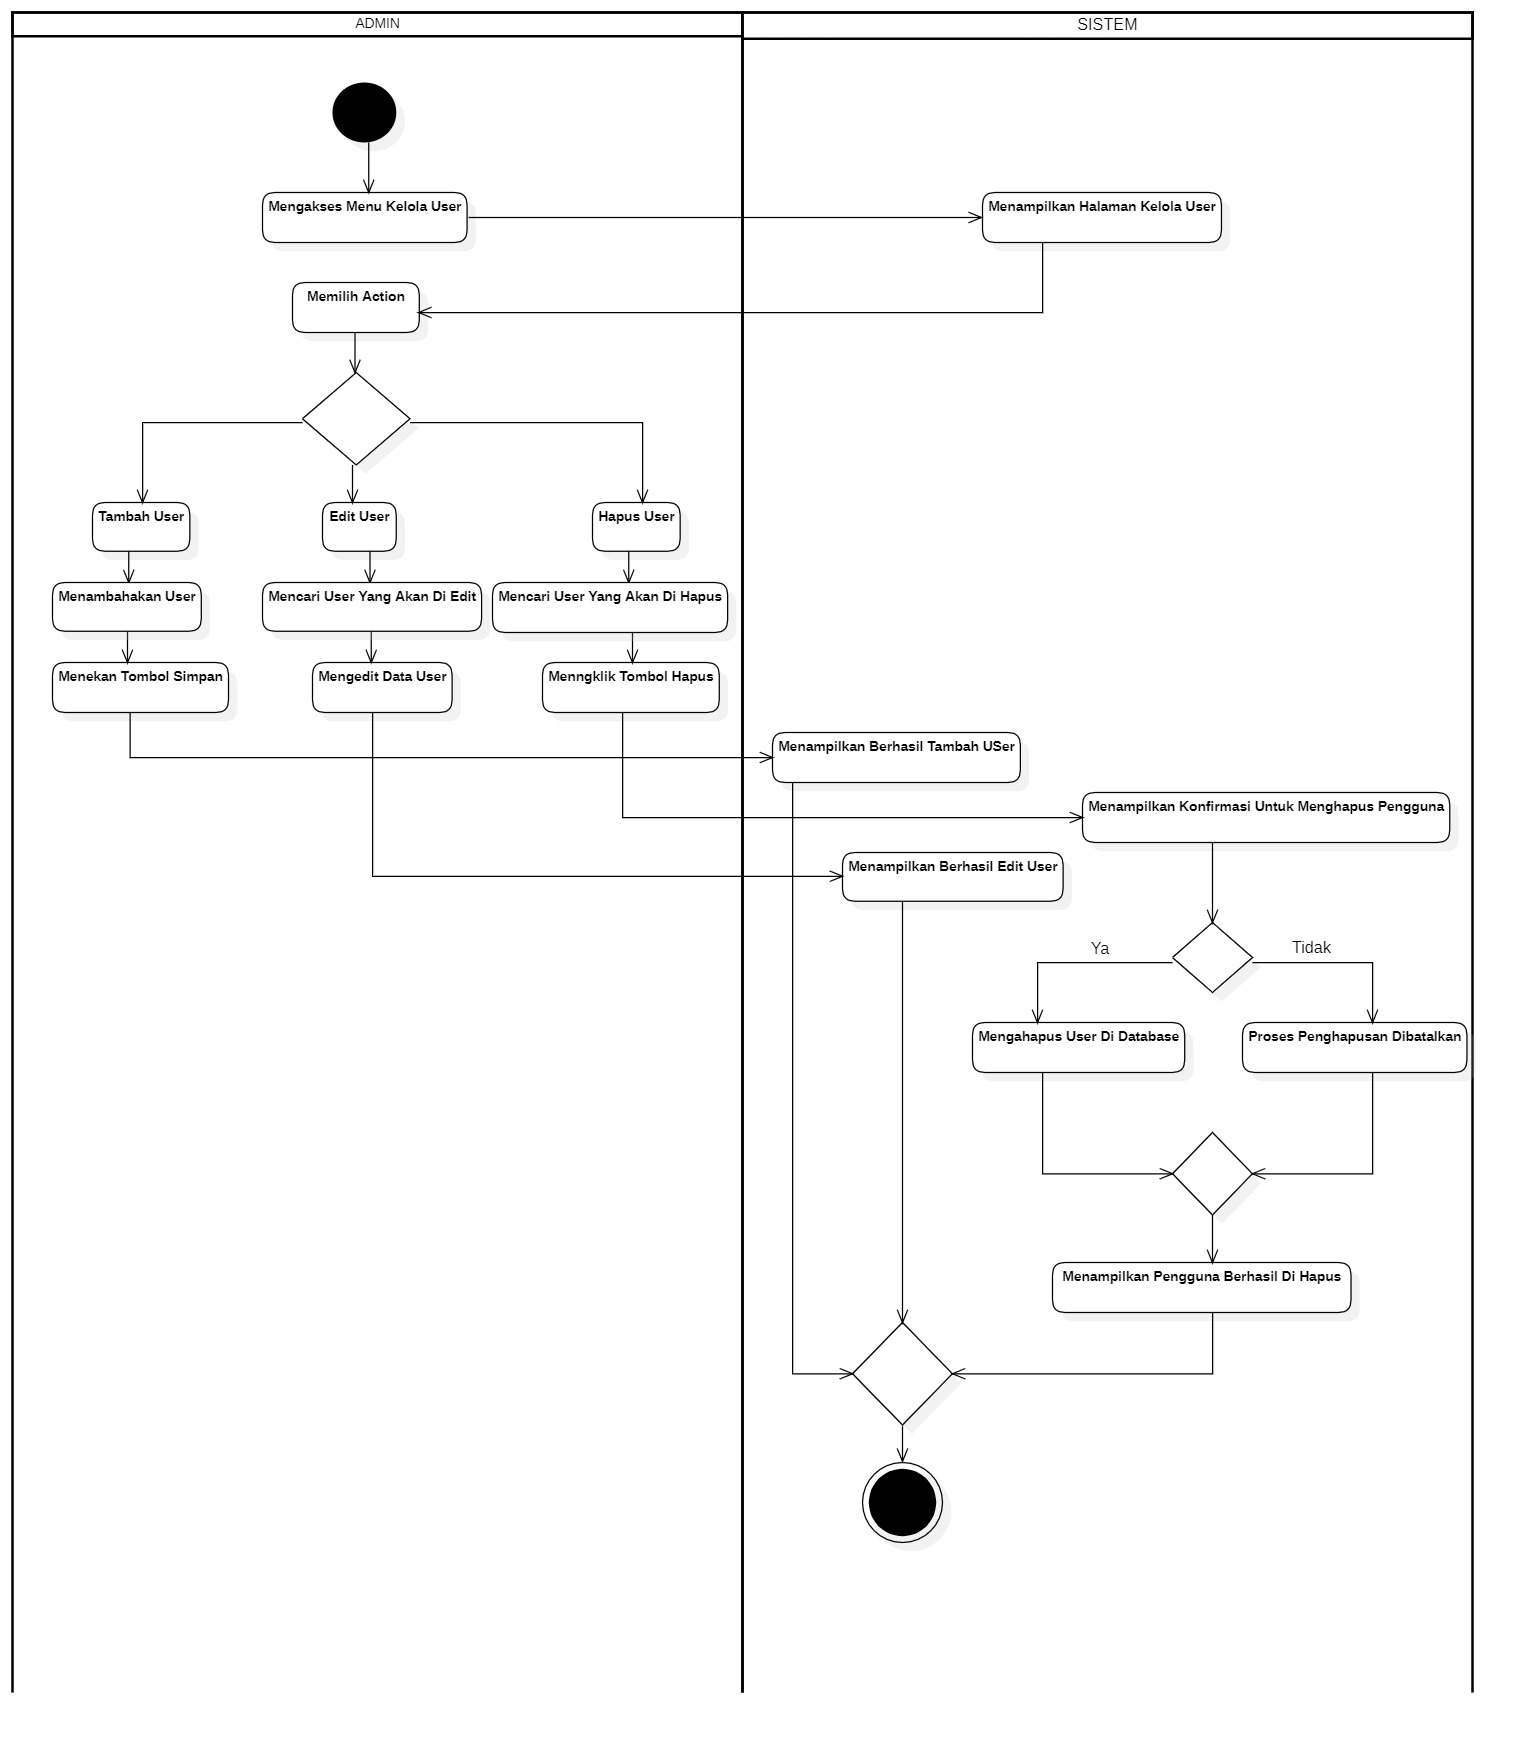 ADMIN
SISTEM
Mengakses Menu Kelola User
Menampilkan Halaman Kelola User
Memilih Action
Tambah User
Edit User
Hapus User
Menambahakan User
Mencari User Yang Akan Di Edit
Mencari User Yang Akan Di Hapus
Menekan Tombol Simpan
Mengedit Data User
Menngklik Tombol Hapus
Menampilkan Berhasil Tambah USer
Menampilkan Konfirmasi Untuk Menghapus Pengguna
Menampilkan Berhasil Edit User
Ya
Tidak
Mengahapus User Di Database
Proses Penghapusan Dibatalkan
Menampilkan Pengguna Berhasil Di Hapus